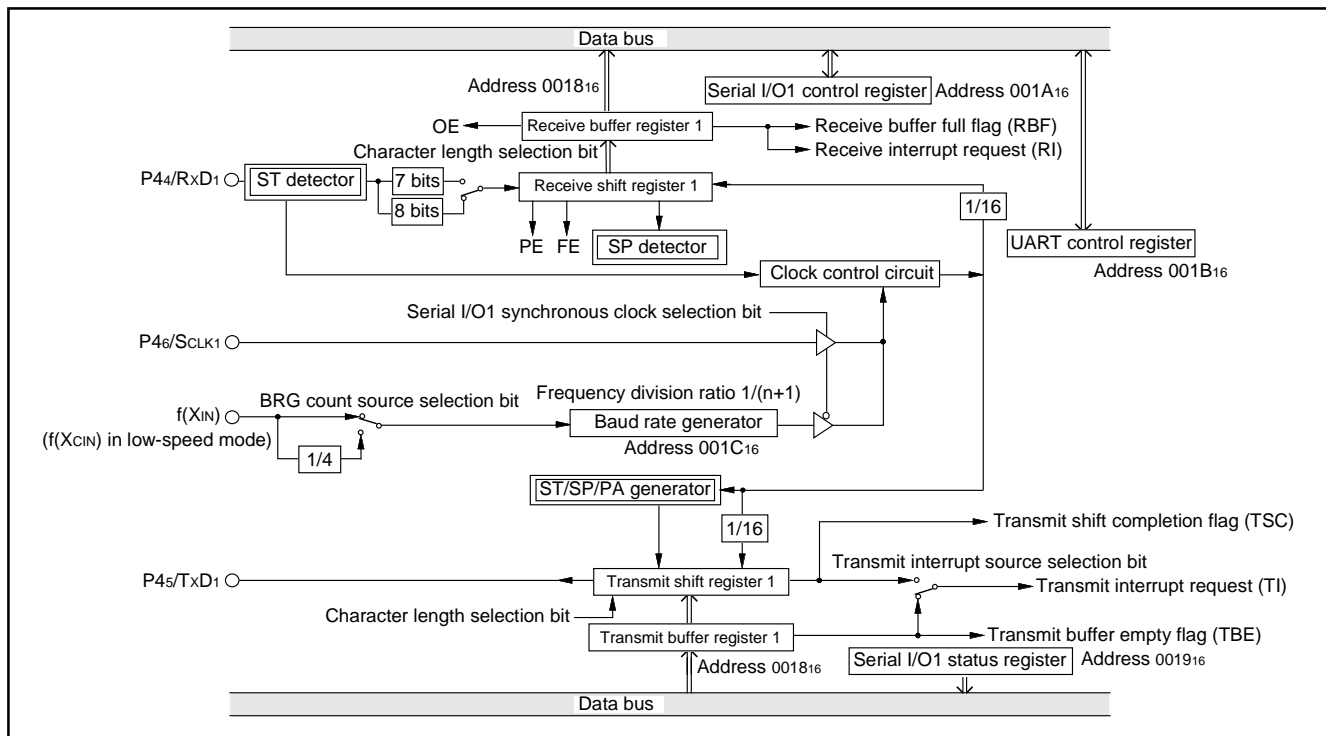 Data bus
Address 001816
Serial I/O1 control register
Address 001A16
OE
Receive buffer register 1
Receive buffer full flag (RBF)
Receive interrupt request (RI)
Character length selection bit
P44/RXD1
ST detector
7 bits
8 bits
Receive shift register 1
1/16
PE
FE
SP detector
UART control register
Address 001B16
Clock control circuit
Serial I/O1 synchronous clock selection bit
P46/SCLK1
BRG count source selection bit
Frequency division ratio 1/(n+1)
f(XIN)
(f(XCIN) in low-speed mode)
Baud rate generator
Address 001C16
1/4
ST/SP/PA generator
1/16
Transmit shift completion flag (TSC)
Transmit interrupt source selection bit
P45/TXD1
Transmit shift register 1
Transmit interrupt request (TI)
Character length selection bit
Transmit buffer register 1
Transmit buffer empty flag (TBE)
Address 001816
Serial I/O1 status register
Address 001916
Data bus